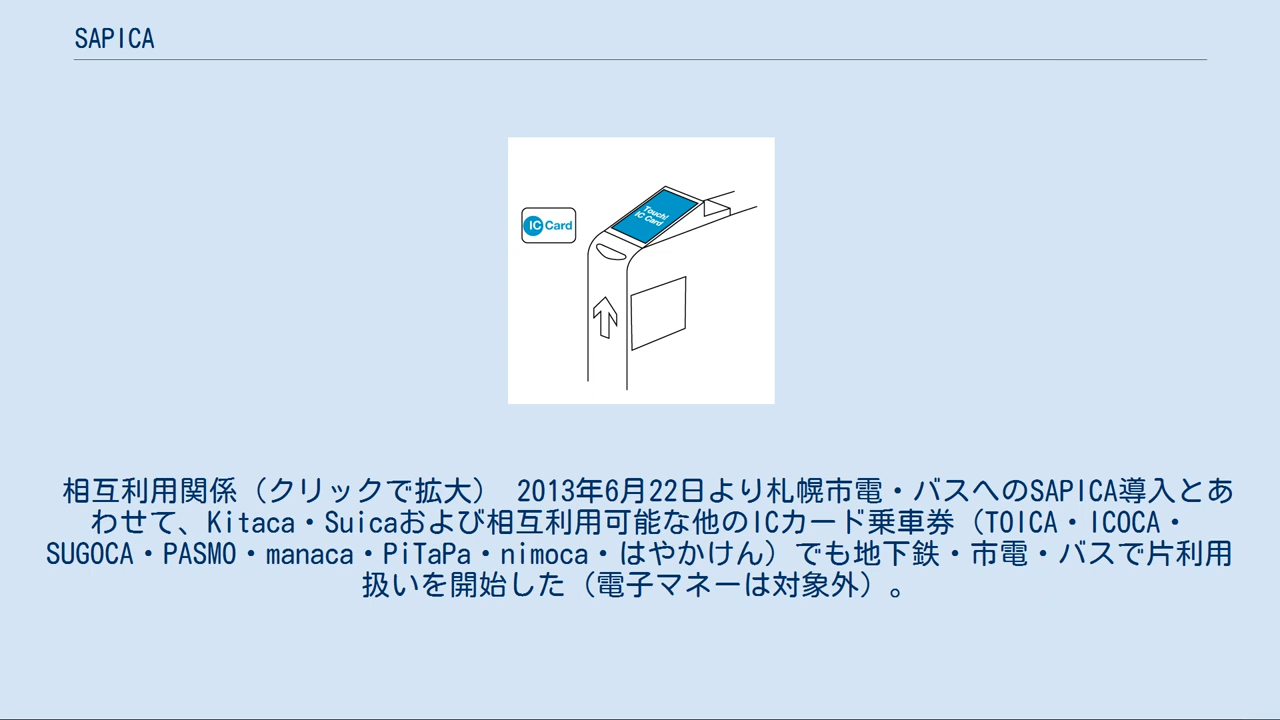 SAPICA
IC Card
Touch!
IC Card
相互利用関係（クリックで拡大） 2013年6月22日より札幌市電・バスへのSAPICA導入とあ
わせて、Kitaca・Suicaおよび相互利用可能な他のICカード乗車券（TOICA・ICOCA・
SUGOCA・PASMO・manaca・PiTaPa・nimoca・はやかけん）でも地下鉄・市電・バスで片利用
扱いを開始した（電子マネーは対象外）。